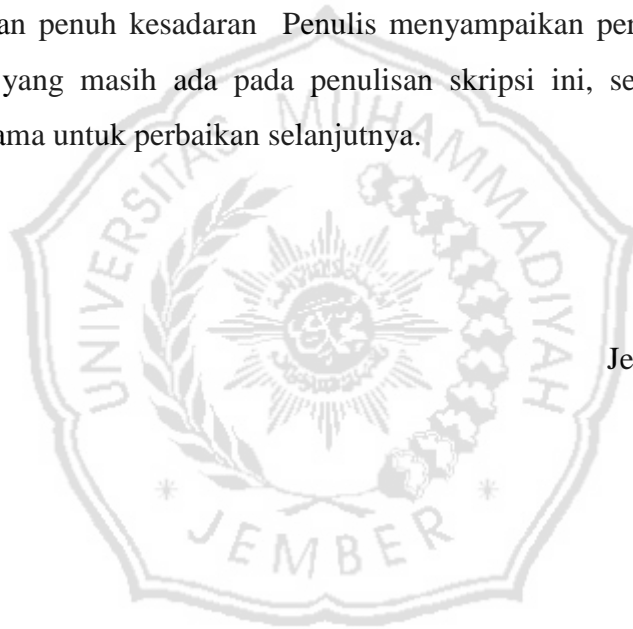 an penuh kesadaran Penulis menyampaikan per
yang masih ada pada penulisan skripsi ini, se
ama untuk perbaikan selanjutnya.
UNIVERSITAS MUHAMMADIYAH
Je
JEMBER